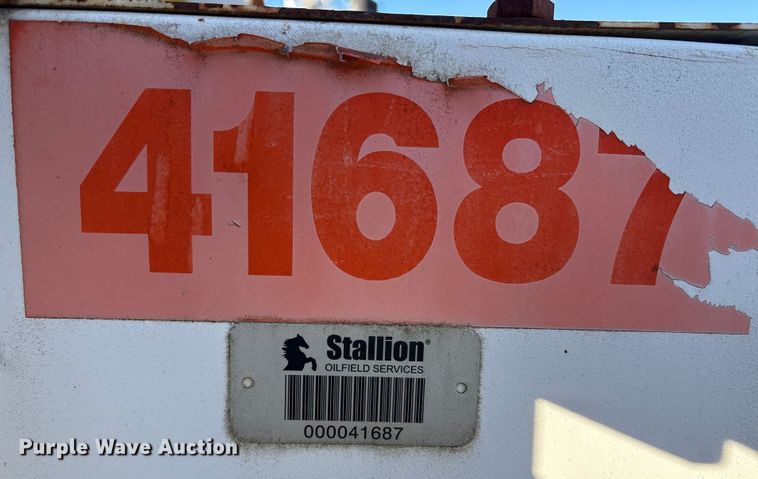 41687
Stallion®
OILFIELD SERVICES
000041687
Purple Wave Auction